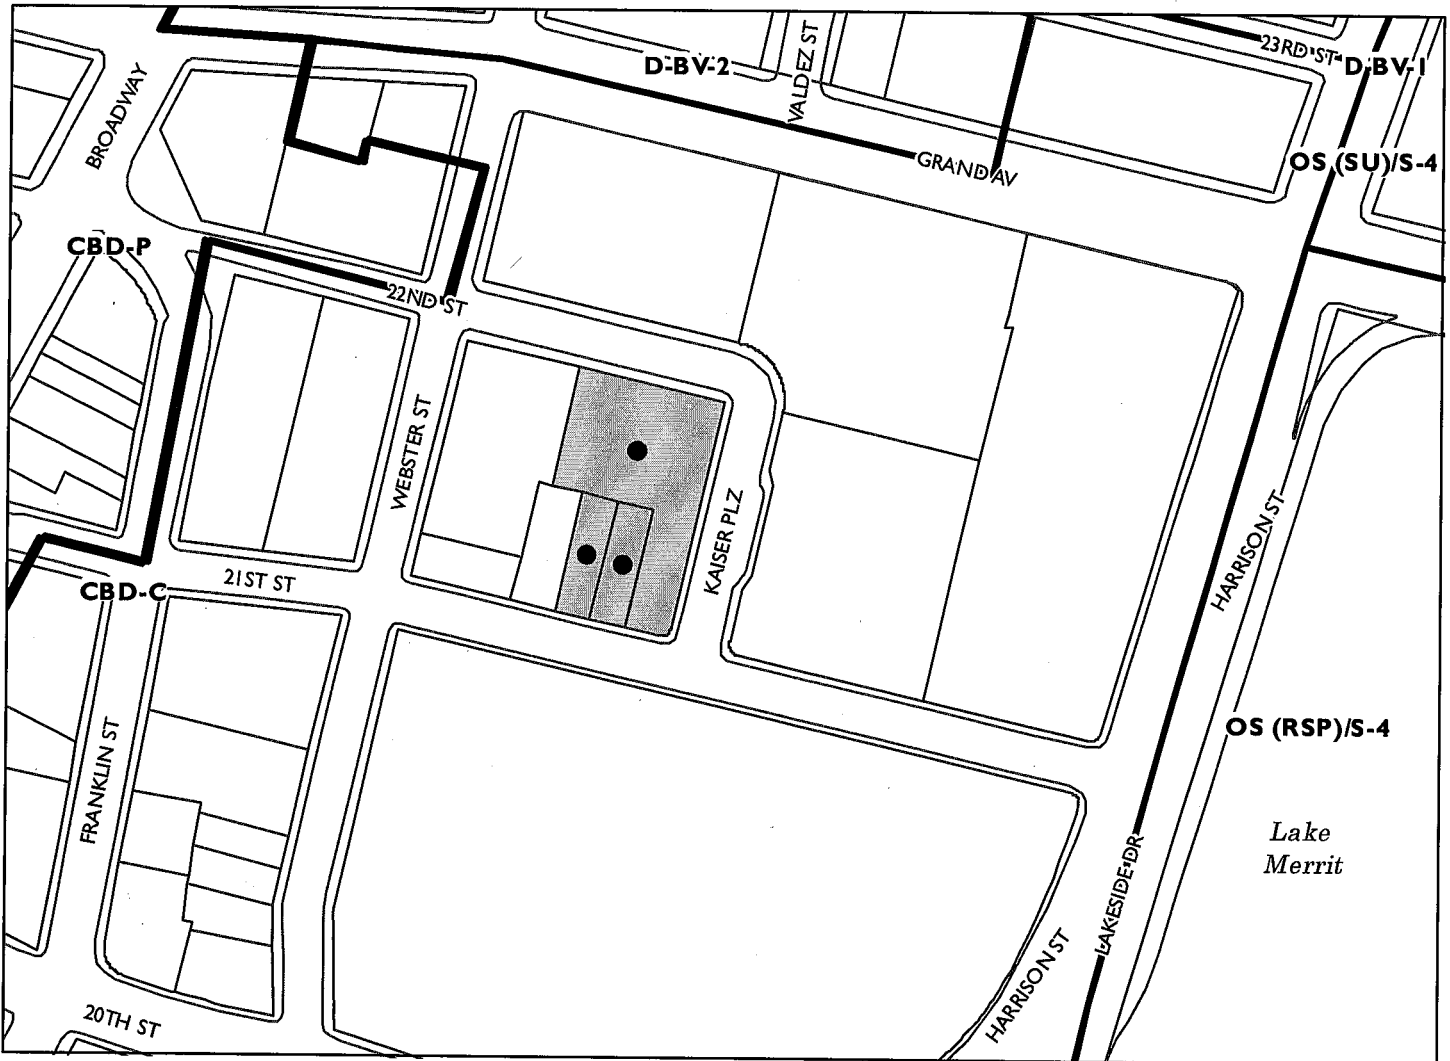 VALDEZ ST
23RD ST
D-BV-2
D-BV-1
BROADWAY
GRAND AV
OS (SU)/S-4
CBD-P
22ND ST
WEBSTER ST
KAISER PLZ
HARRISON ST
21ST ST
CBD-C
OS (RSP)/S-4
FRANKLIN ST
Lake
Merrit
LAKESIDE DR
HARRISON ST
20TH ST